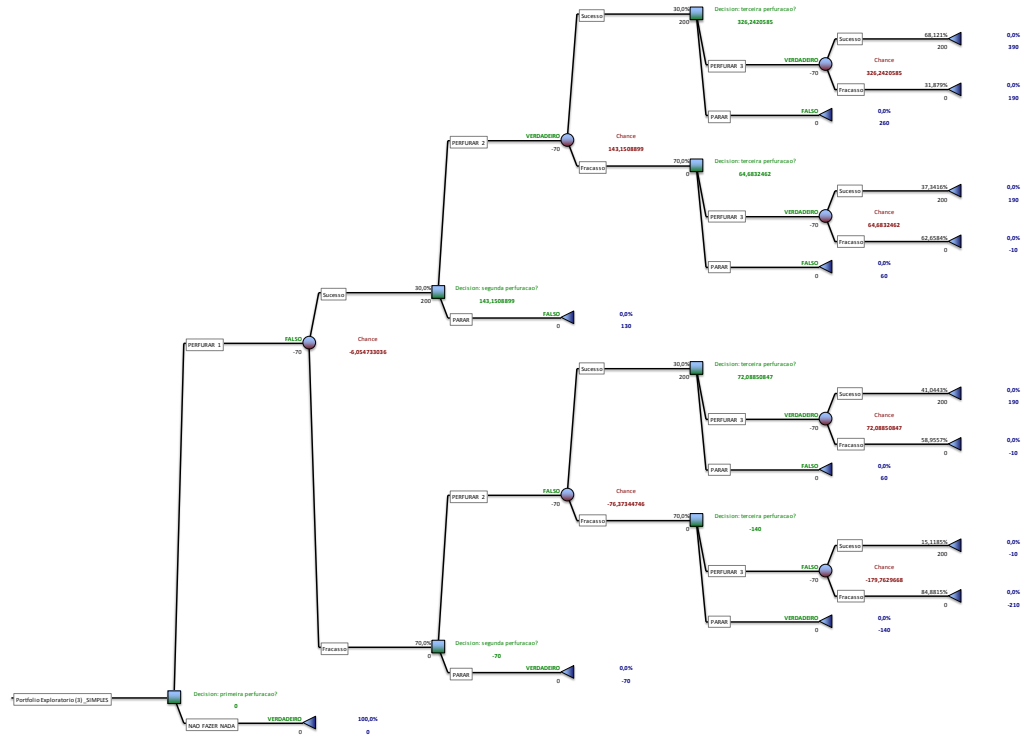 Sucesso 30,0% Decision: terceira perfuracao?
200 326,2420585
Sucesso 68,121% 0,0%
200 390
PERFURAR 3 VERDADEIRO Chance
-70 326,2420585
Fracasso 31,879% 0,0%
0 190
PARAR FALSO 0,0%
0 260
PERFURAR 2 VERDADEIRO Chance
-70 143,1508899
Fracasso 70,0% Decision: terceira perfuracao?
0 64,6832462
Sucesso 37,3416% 0,0%
200 190
PERFURAR 3 VERDADEIRO Chance
-70 64,6832462
Fracasso 62,6584% 0,0%
0 -10
PARAR FALSO 0,0%
0 60
Sucesso 30,0% Decision: segunda perfuracao?
200 143,1508899
PARAR FALSO 0,0%
0 130
PERFURAR 1 FALSO Chance
-70 -6,054733036
Sucesso 30,0% Decision: terceira perfuracao?
200 72,08850847
Sucesso 41,0443% 0,0%
200 190
PERFURAR 3 VERDADEIRO Chance
-70 72,08850847
Fracasso 58,9557% 0,0%
0 -10
PARAR FALSO 0,0%
0 60
PERFURAR 2 FALSO Chance
-70 -76,37344746
Fracasso 70,0% Decision: terceira perfuracao?
0 -140
Sucesso 15,1185% 0,0%
200 -10
PERFURAR 3 FALSO Chance
-70 -179,7629668
Fracasso 84,8815% 0,0%
0 -210
PARAR VERDADEIRO 0,0%
0 -140
Fracasso 70,0% Decision: segunda perfuracao?
0 -70
PARAR VERDADEIRO 0,0%
0 -70
Portfolio Exploratorio (3) _SIMPLES Decision: primeira perfuracao?
0
NAO FAZER NADA VERDADEIRO 100,0%
0 0